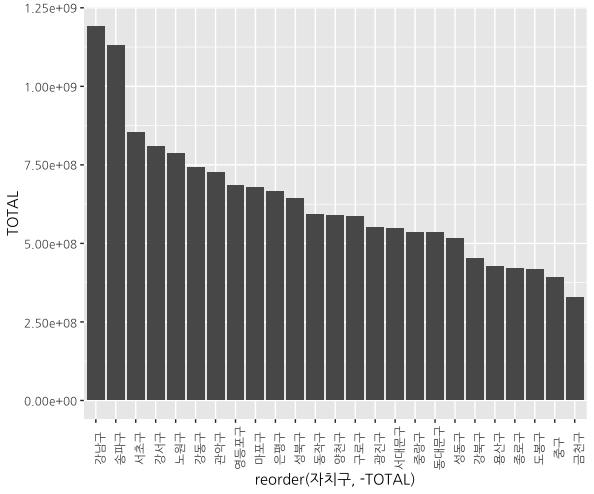 1.25e+09
1.00e+09
7.50e+08
5.00e+08
2.50e+08
0.00e+00
TOTAL
강남구
송파구
서초구
강서구
노원구
강동구
관악구
영등포구
마포구
은평구
성북구
동작구
양천구
구로구
광진구
서대문구
중랑구
동대문구
성동구
강북구
용산구
종로구
도봉구
중구
금천구
reorder(자치구, -TOTAL)